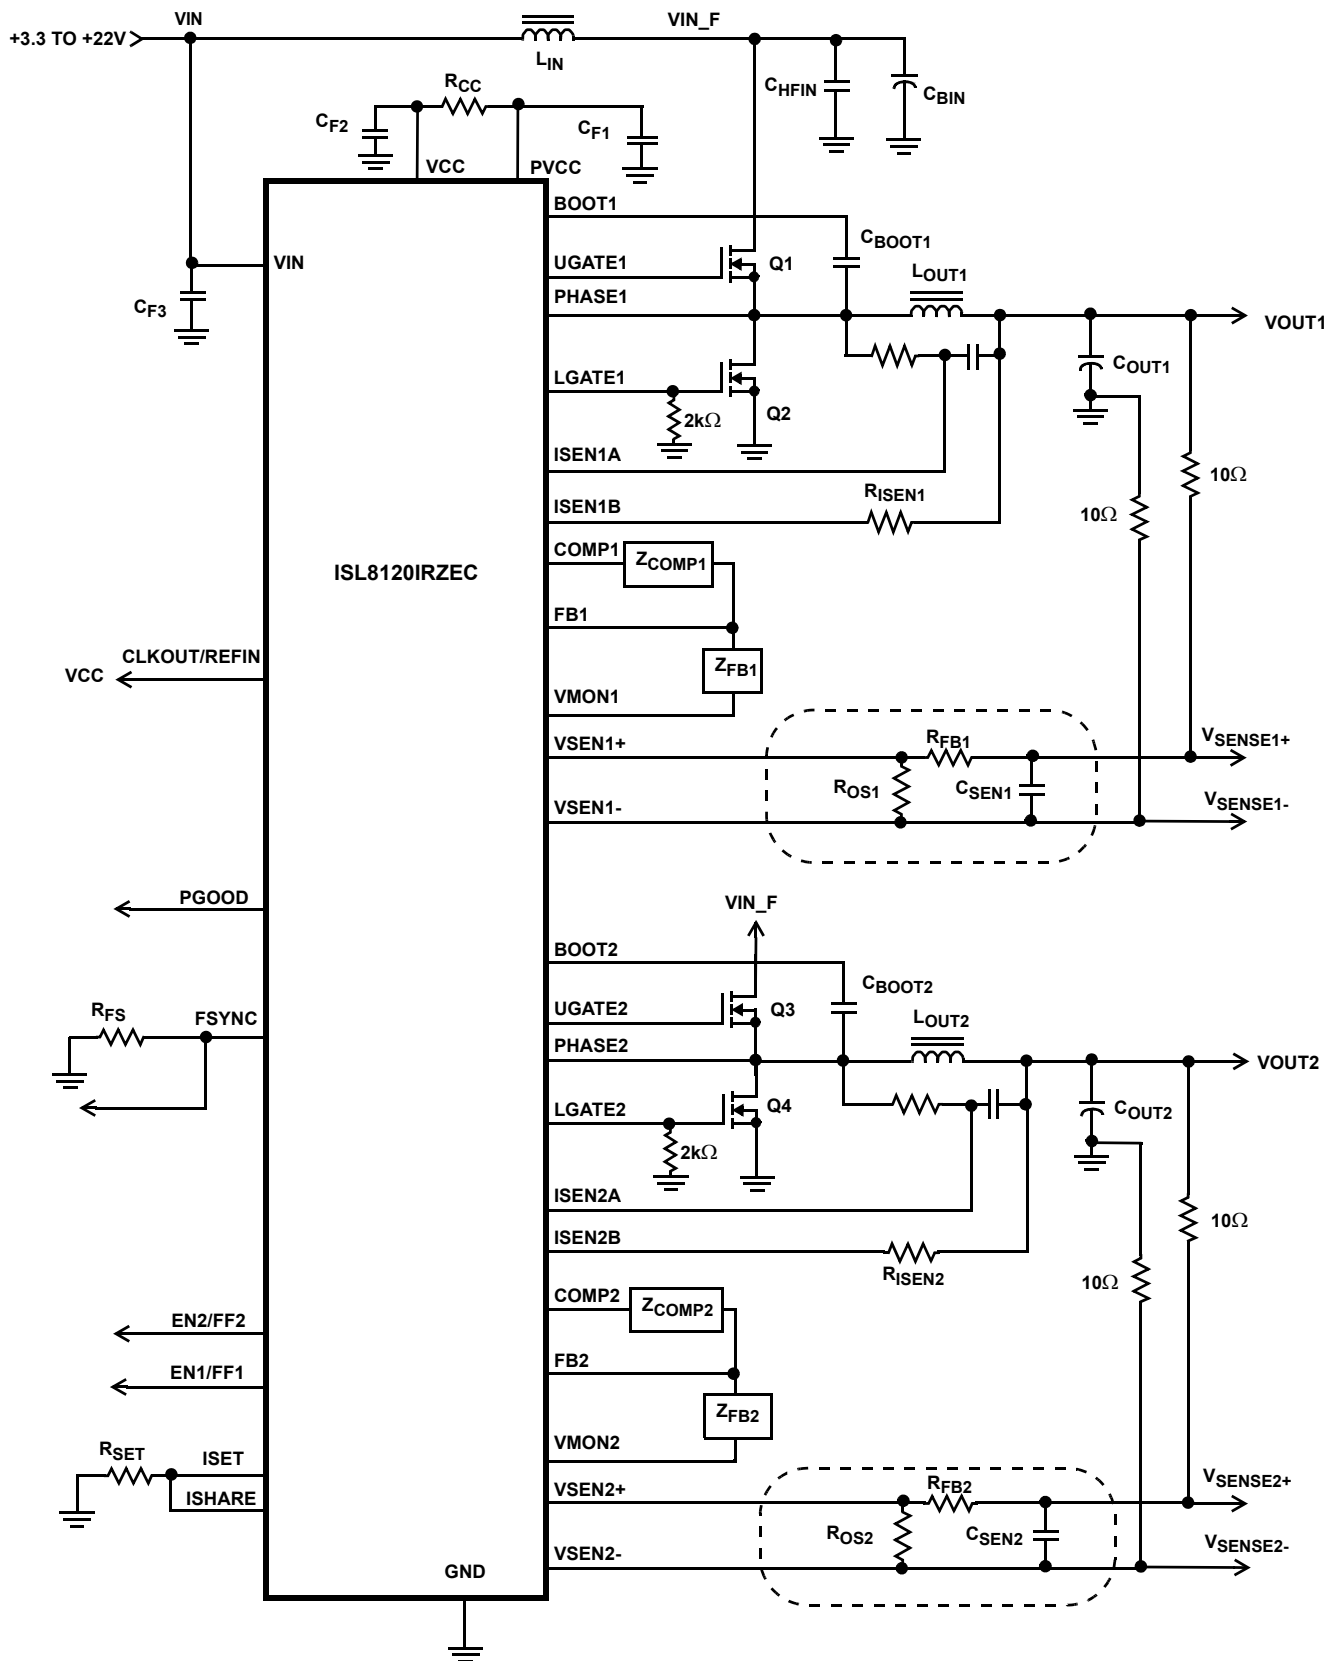 VIN
VIN_F
+3.3 TO +22V
LIN
RCC
CHFIN
CBIN
CF2
CF1
VCC
PVCC
BOOT1
CBOOT1
VIN
UGATE1
Q1
LOUT1
CF3
PHASE1
VOUT1
COUT1
LGATE1
Q2
2kΩ
ISEN1A
10Ω
RISEN1
ISEN1B
10Ω
COMP1
ZCOMP1
ISL8120IRZEC
FB1
CLKOUT/REFIN
VCC
ZFB1
VMON1
VSEN1+
RFB1
VSENSE1+
ROS1
CSEN1
VSEN1-
VSENSE1-
PGOOD
VIN_F
BOOT2
CBOOT2
RFS
FSYNC
UGATE2
Q3
LOUT2
PHASE2
VOUT2
LGATE2
Q4
COUT2
2kΩ
ISEN2A
10Ω
ISEN2B
RISEN2
10Ω
COMP2
ZCOMP2
EN2/FF2
FB2
EN1/FF1
ZFB2
RSET
ISET
VMON2
ISHARE
VSEN2+
RFB2
VSENSE2+
ROS2
CSEN2
VSEN2-
VSENSE2-
GND